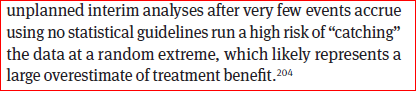 unplanned interim analyses after very few events accrue
using no statistical guidelines run a high risk of “catching”
the data at a random extreme, which likely represents a
large overestimate of treatment benefit.204